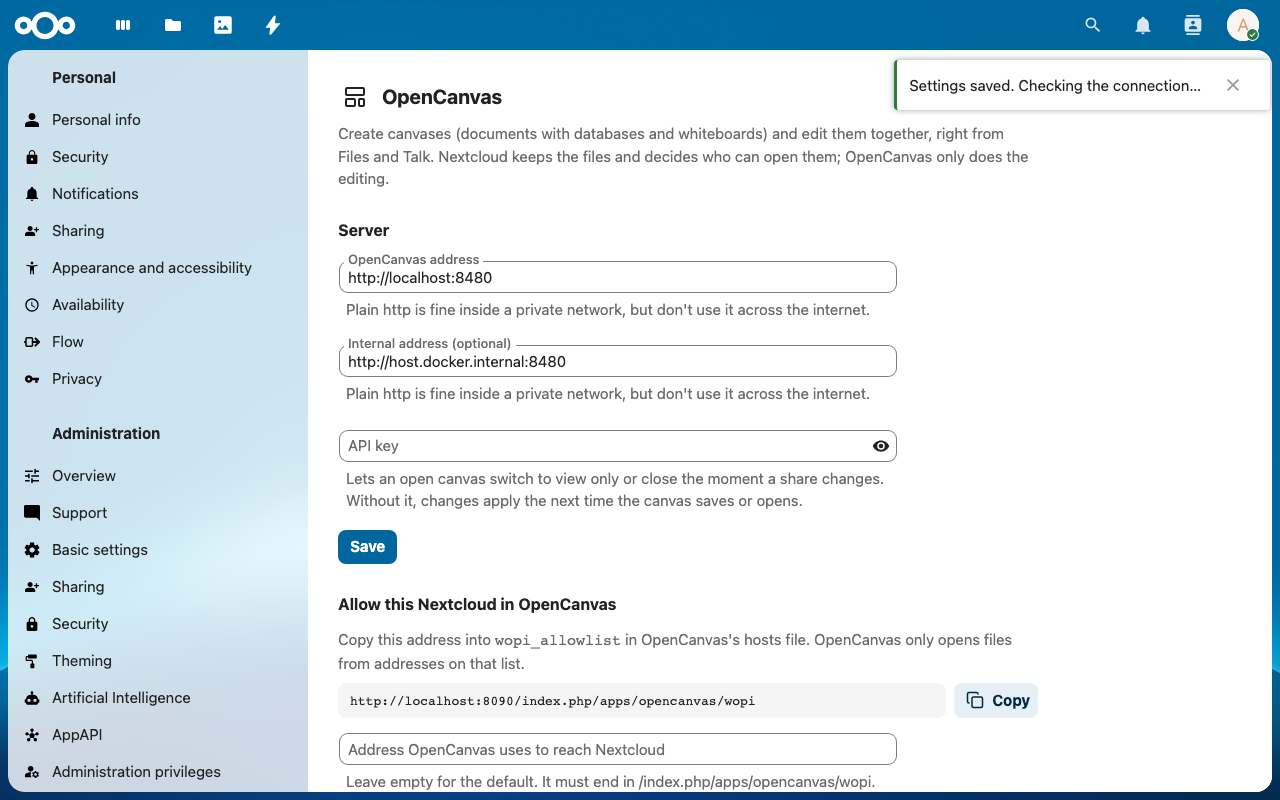 A
Settings saved. Checking the connection...
Personal
Personal info
Security
Notifications
Sharing
Appearance and accessibility
Availability
Flow
Privacy
Administration
Overview
Support
Basic settings
Sharing
Security
Theming
Artificial Intelligence
AppAPI
Administration privileges
OpenCanvas
Create canvases (documents with databases and whiteboards) and edit them together, right from
Files and Talk. Nextcloud keeps the files and decides who can open them; OpenCanvas only does the
editing.
Server
OpenCanvas address
http://localhost:8480
Plain http is fine inside a private network, but don't use it across the internet.
Internal address (optional)
http://host.docker.internal:8480
Plain http is fine inside a private network, but don't use it across the internet.
API key
Lets an open canvas switch to view only or close the moment a share changes.
Without it, changes apply the next time the canvas saves or opens.
Save
Allow this Nextcloud in OpenCanvas
Copy this address into wopi_allowlist in OpenCanvas's hosts file. OpenCanvas only opens files
from addresses on that list.
http://localhost:8090/index.php/apps/opencanvas/wopi
Copy
Address OpenCanvas uses to reach Nextcloud
Leave empty for the default. It must end in /index.php/apps/opencanvas/wopi.